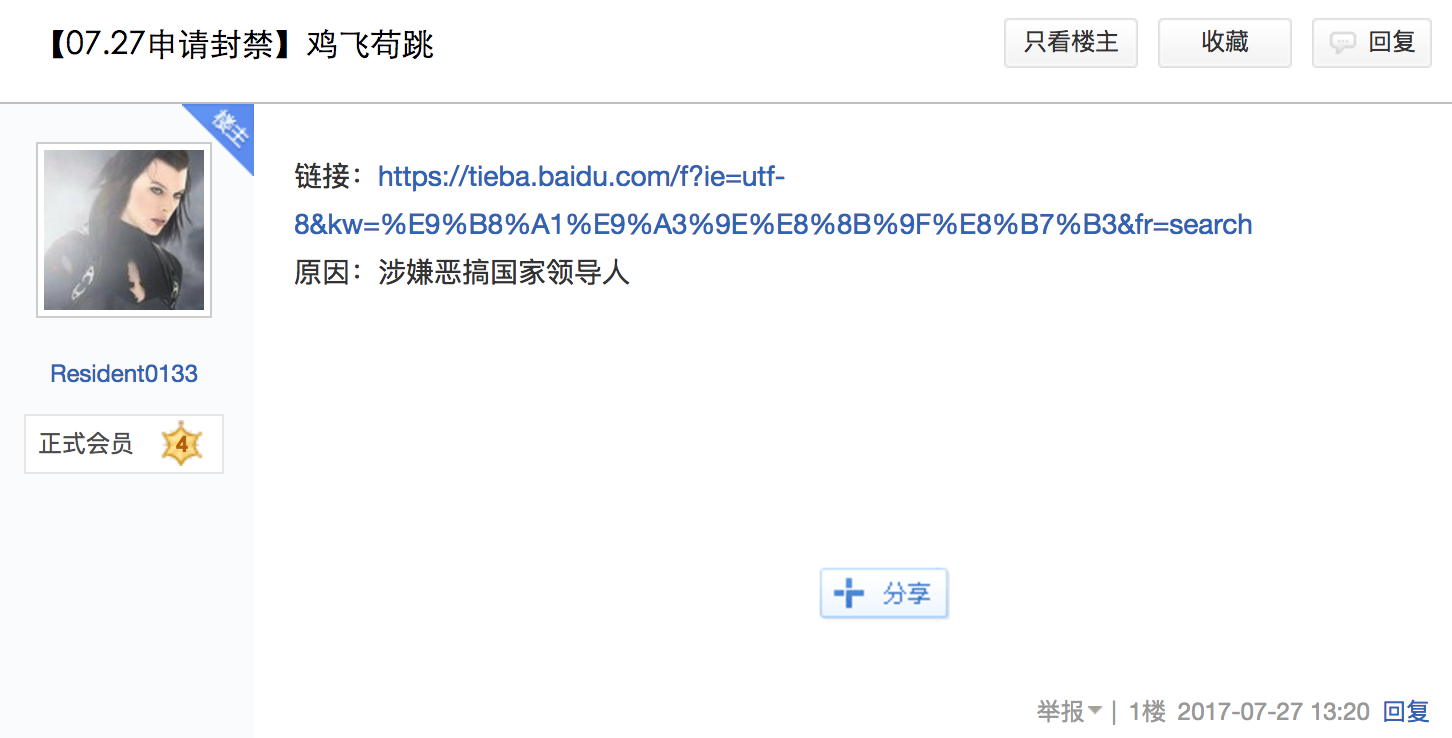 【07.27申请封禁】鸡飞苟跳
只看楼主
收藏
回复
楼主
链接：https://tieba.baidu.com/f?ie=utf-
8&kw=%E9%B8%A1%E9%A3%9E%E8%8B%9F%E8%B7%B3&fr=search
原因：涉嫌恶搞国家领导人
Resident0133
正式会员 4
分享
举报 | 1楼 2017-07-27 13:20 回复